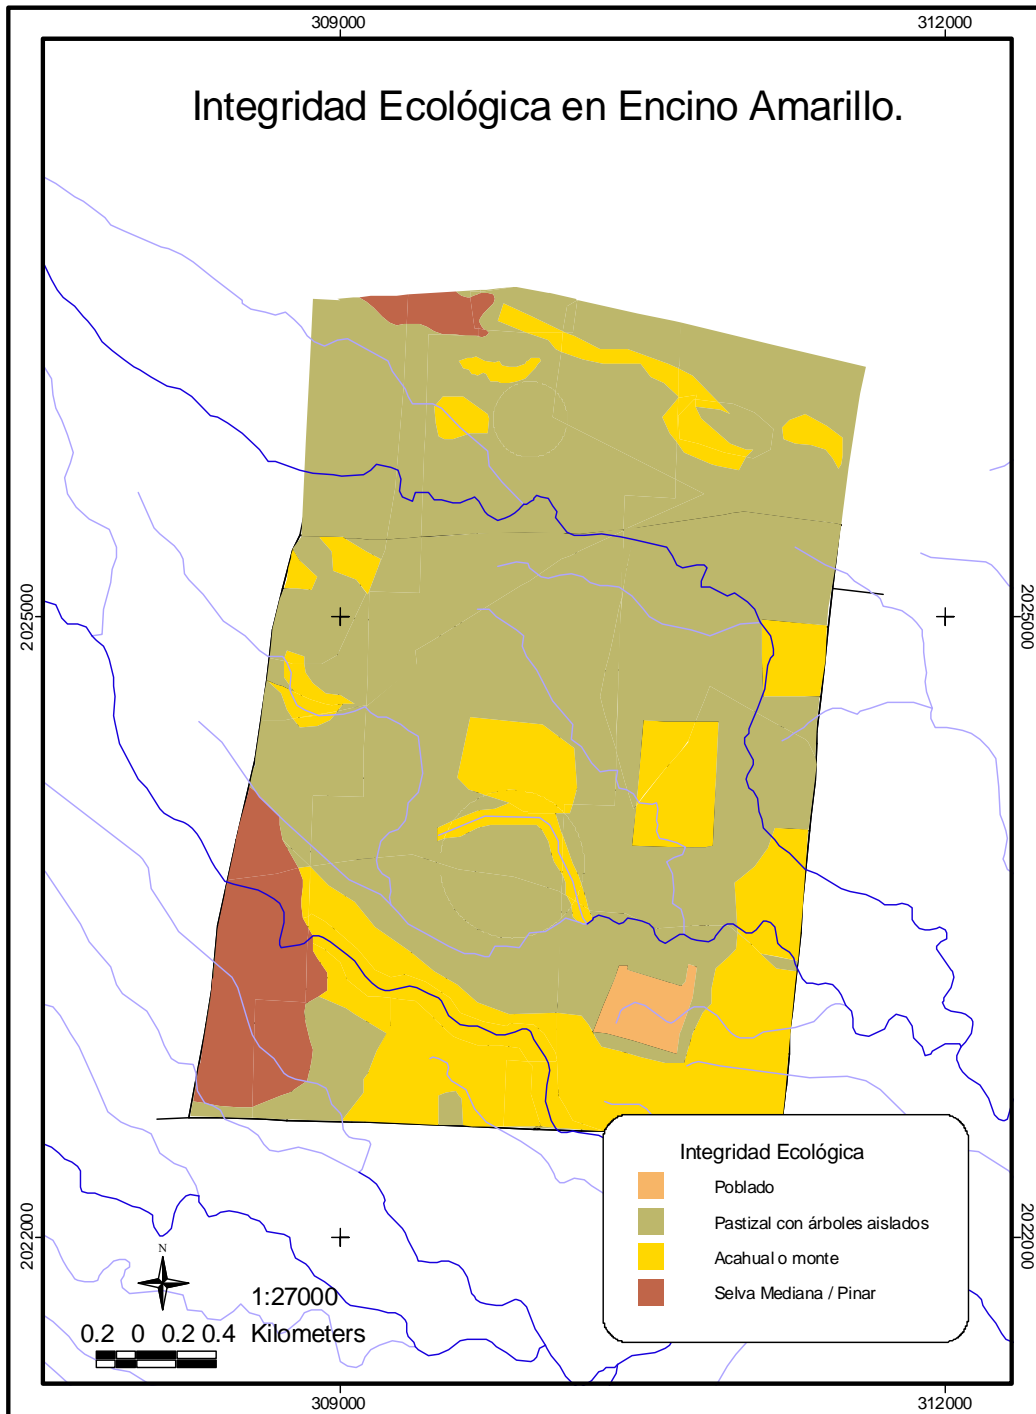 309000
312000
Integridad Ecológica en Encino Amarillo.
2025000
2025000
2022000
2022000
Integridad Ecológica
Poblado
Pastizal con árboles aislados
Acahual o monte
Selva Mediana / Pinar
N
1:27000
0.2 0 0.2 0.4 Kilometers
309000
312000